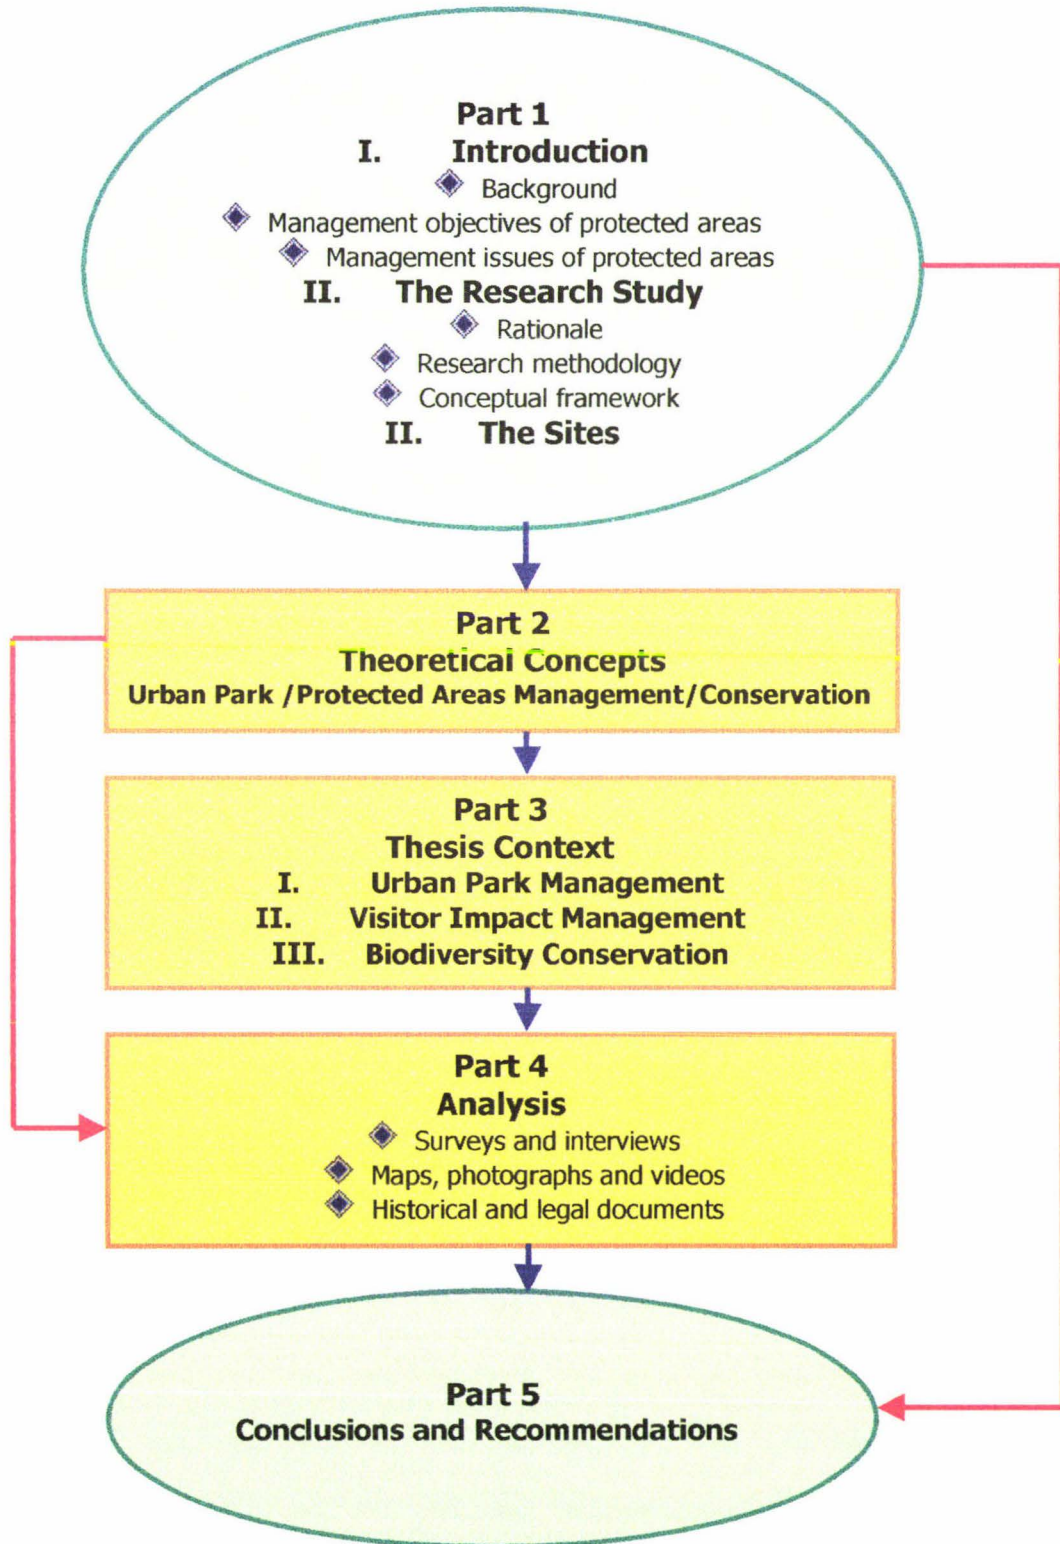 Part 1
I. Introduction
Background
Management objectives of protected areas
Management issues of protected areas
II. The Research Study
Rationale
Research methodology
Conceptual framework
II. The Sites
Part 2
Theoretical Concepts
Urban Park /Protected Areas Management/Conservation
Part 3
Thesis Context
I. Urban Park Management
II. Visitor Impact Management
III. Biodiversity Conservation
Part 4
Analysis
Surveys and interviews
Maps, photographs and videos
Historical and legal documents
Part 5
Conclusions and Recommendations